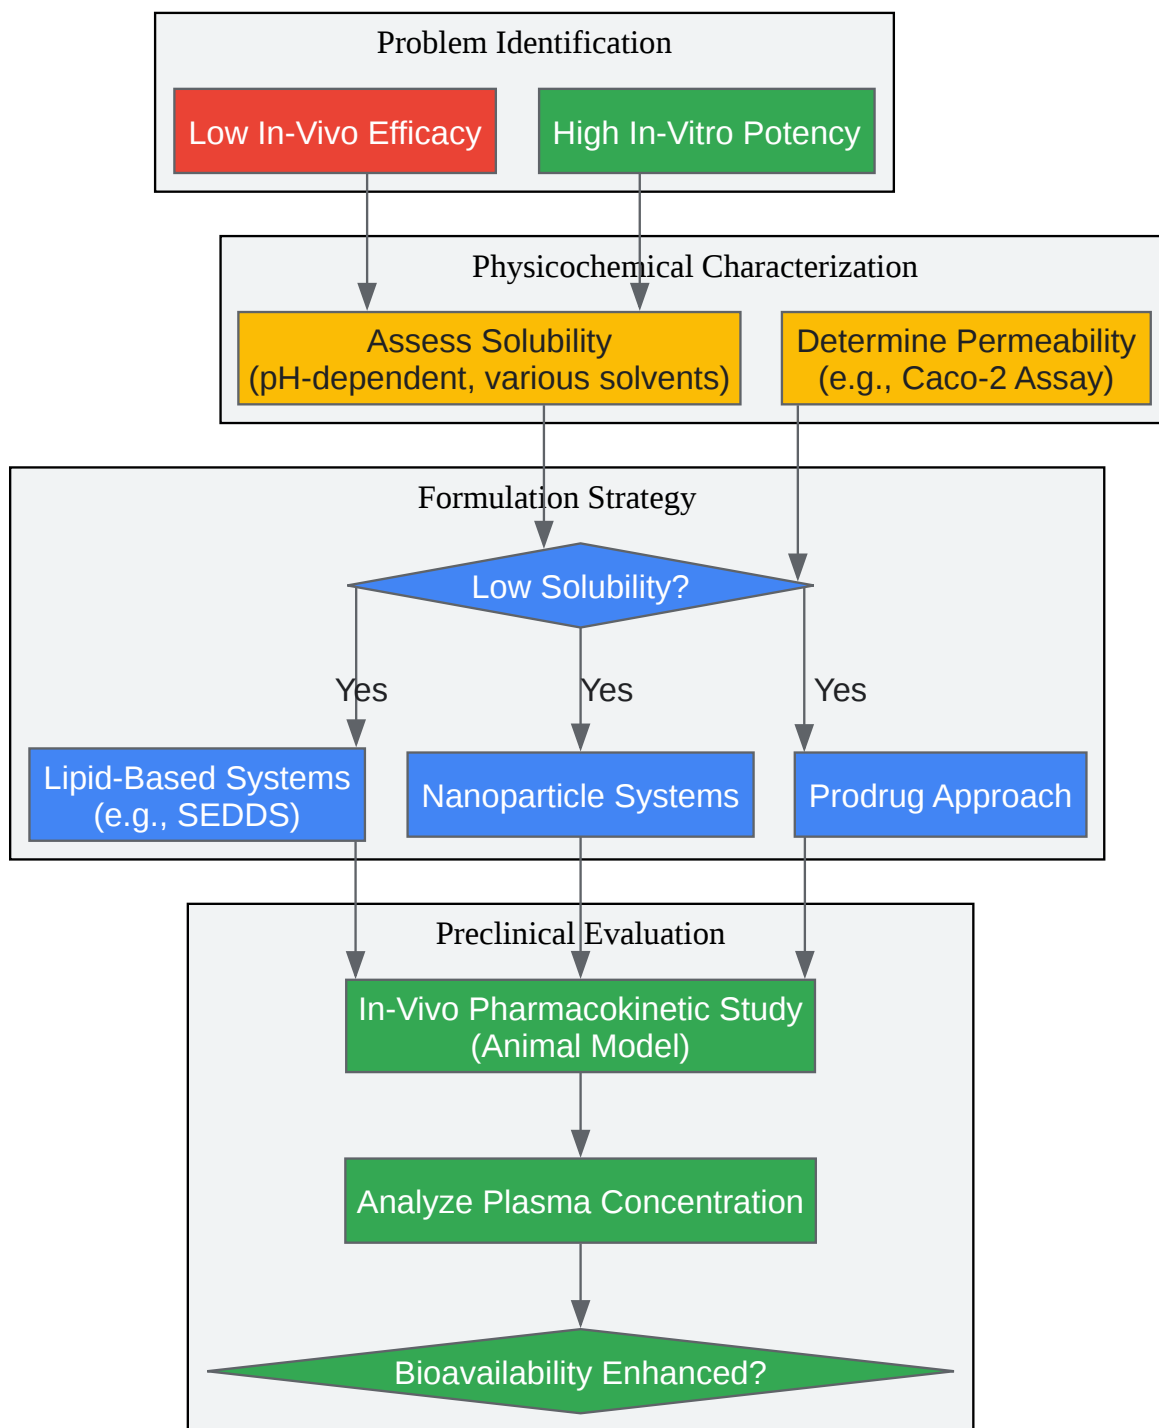 Problem Identification
Low In-Vivo Efficacy
High In-Vitro Potency
Physicochemical Characterization
Assess Solubility
(pH-dependent, various solvents)
Determine Permeability
(e.g., Caco-2 Assay)
Formulation Strategy
Low Solubility?
Yes
Yes
Yes
Lipid-Based Systems
(e.g., SEDDS)
Nanoparticle Systems
Prodrug Approach
Preclinical Evaluation
In-Vivo Pharmacokinetic Study
(Animal Model)
Analyze Plasma Concentration
Bioavailability Enhanced?